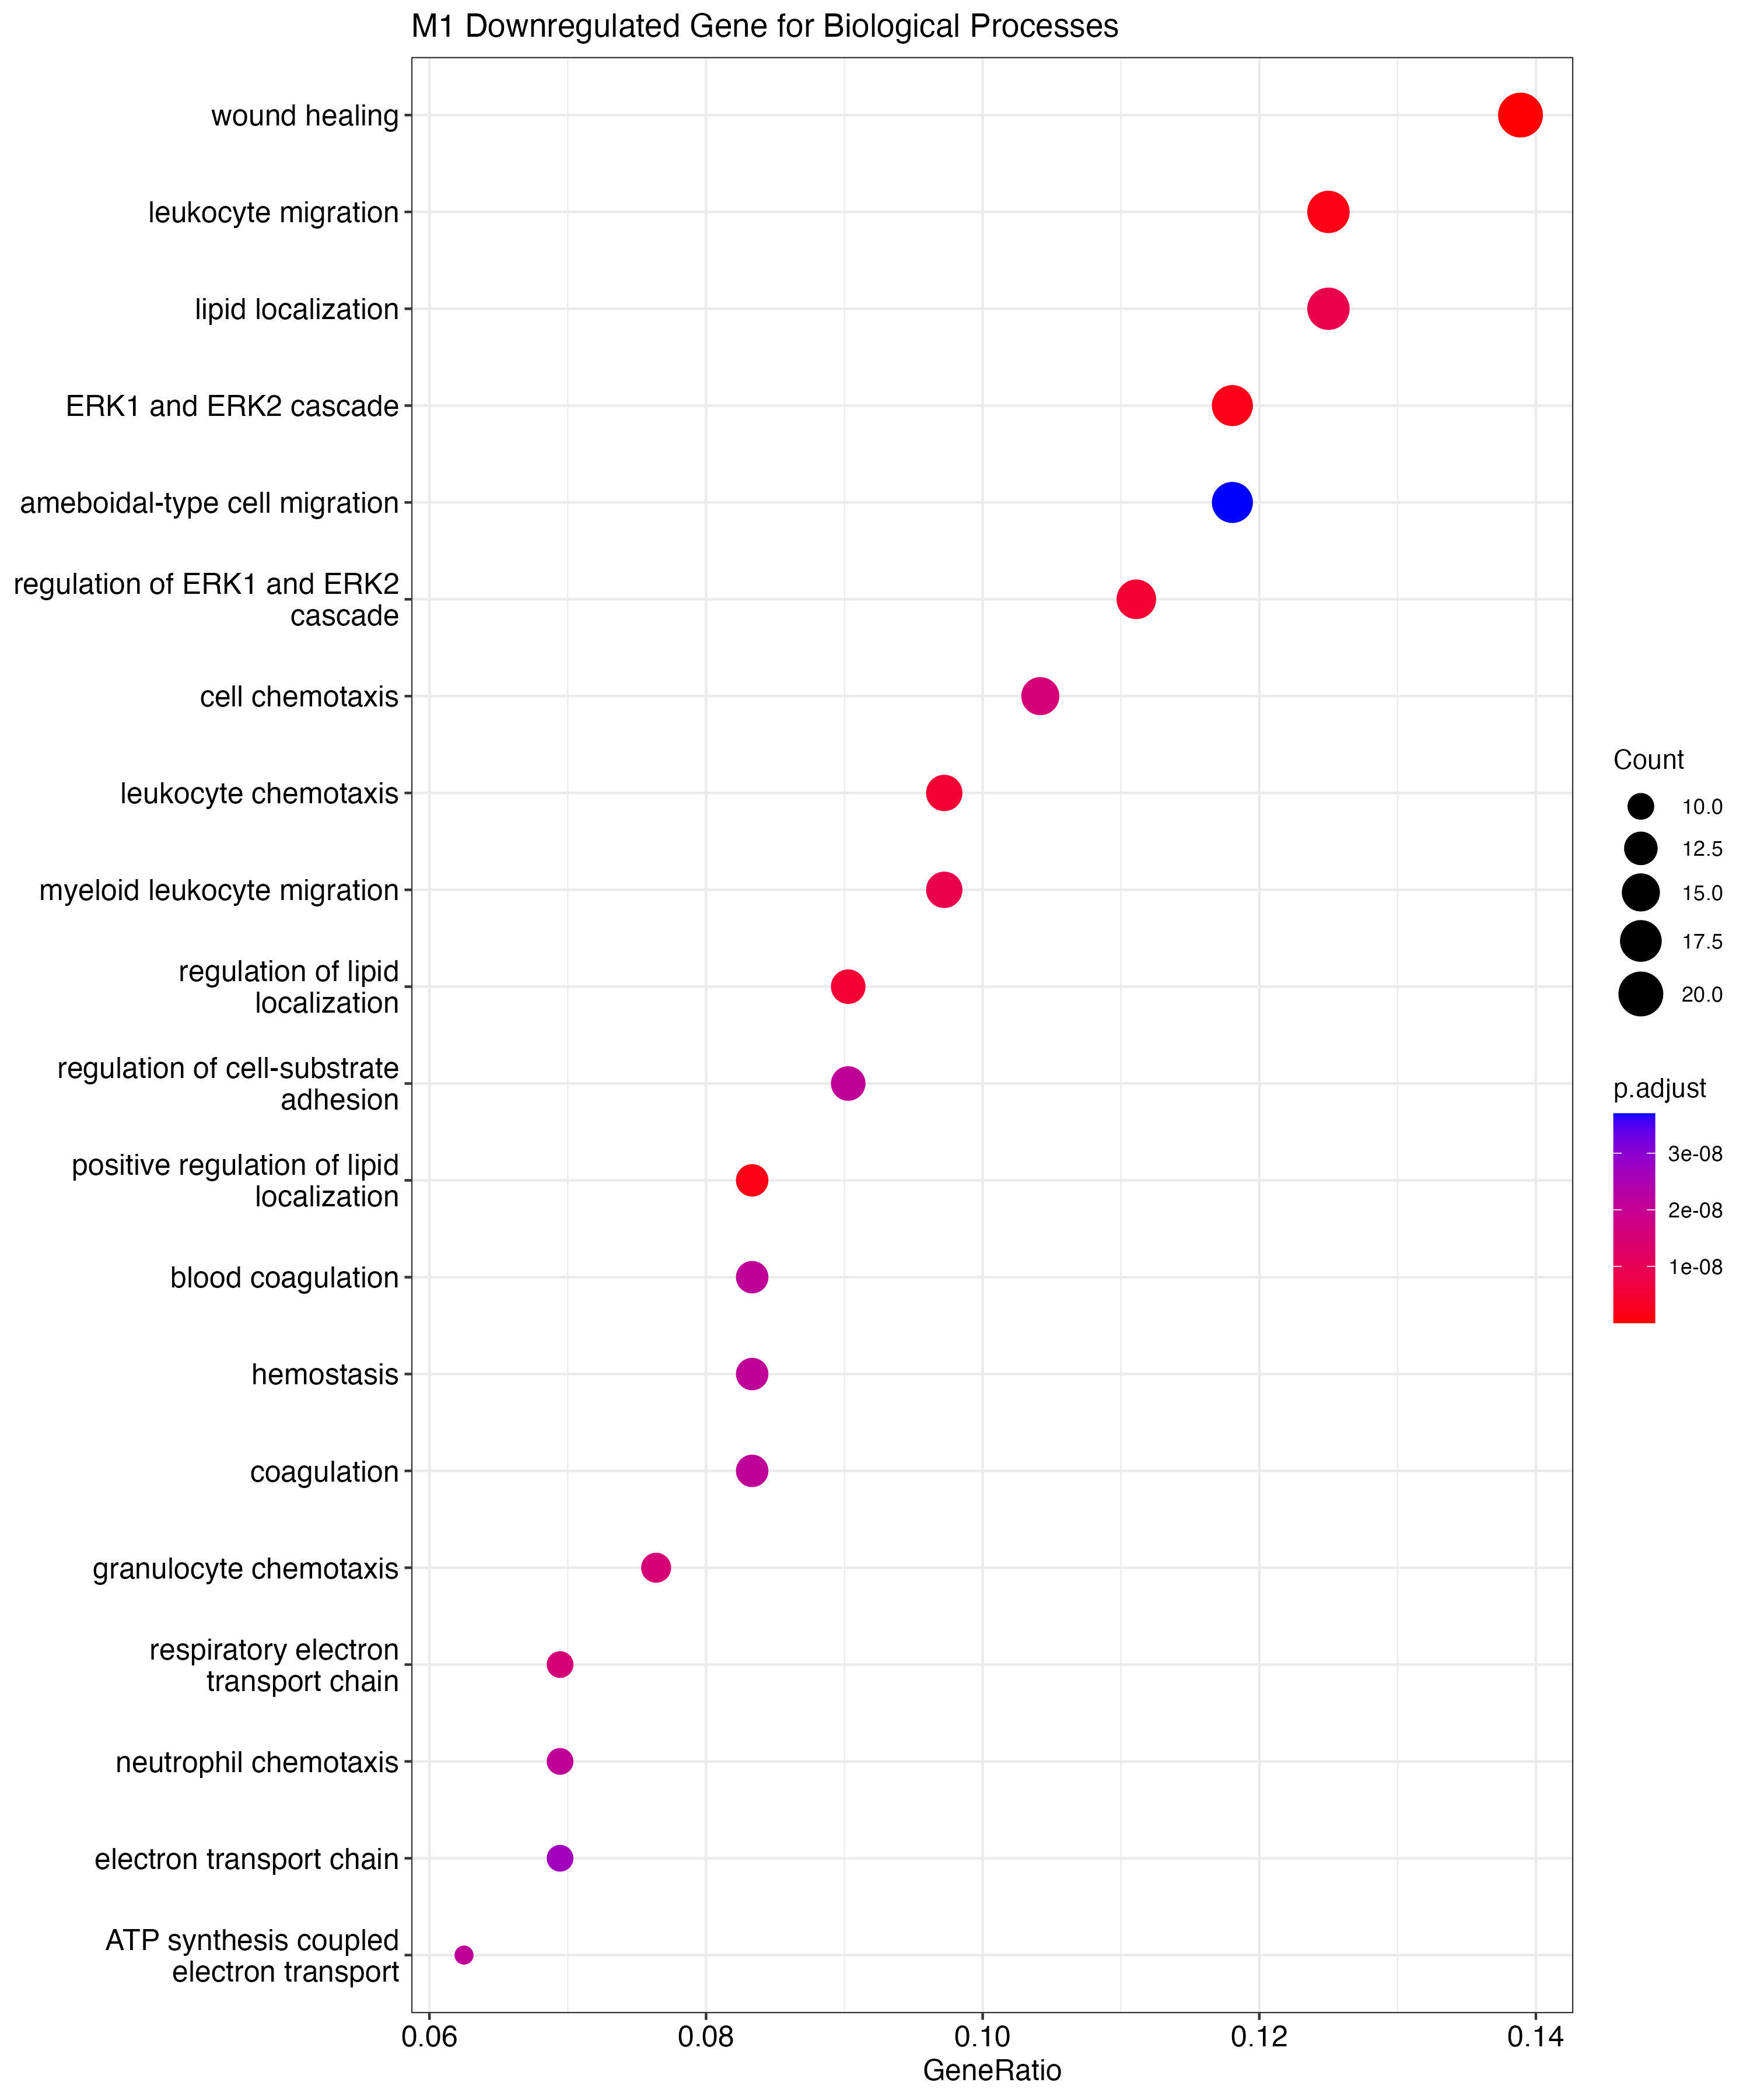 M1 Downregulated Gene for Biological Processes
wound healing
leukocyte migration
lipid localization
ERK1 and ERK2 cascade
ameboidal-type cell migration
regulation of ERK1 and ERK2
cascade
cell chemotaxis
leukocyte chemotaxis
myeloid leukocyte migration
regulation of lipid
localization
regulation of cell-substrate
adhesion
positive regulation of lipid
localization
blood coagulation
hemostasis
coagulation
granulocyte chemotaxis
respiratory electron
transport chain
neutrophil chemotaxis
electron transport chain
ATP synthesis coupled
electron transport
0.06 0.08 0.10 0.12 0.14
GeneRatio
Count
10.0
12.5
15.0
17.5
20.0
p.adjust
3e-08
2e-08
1e-08